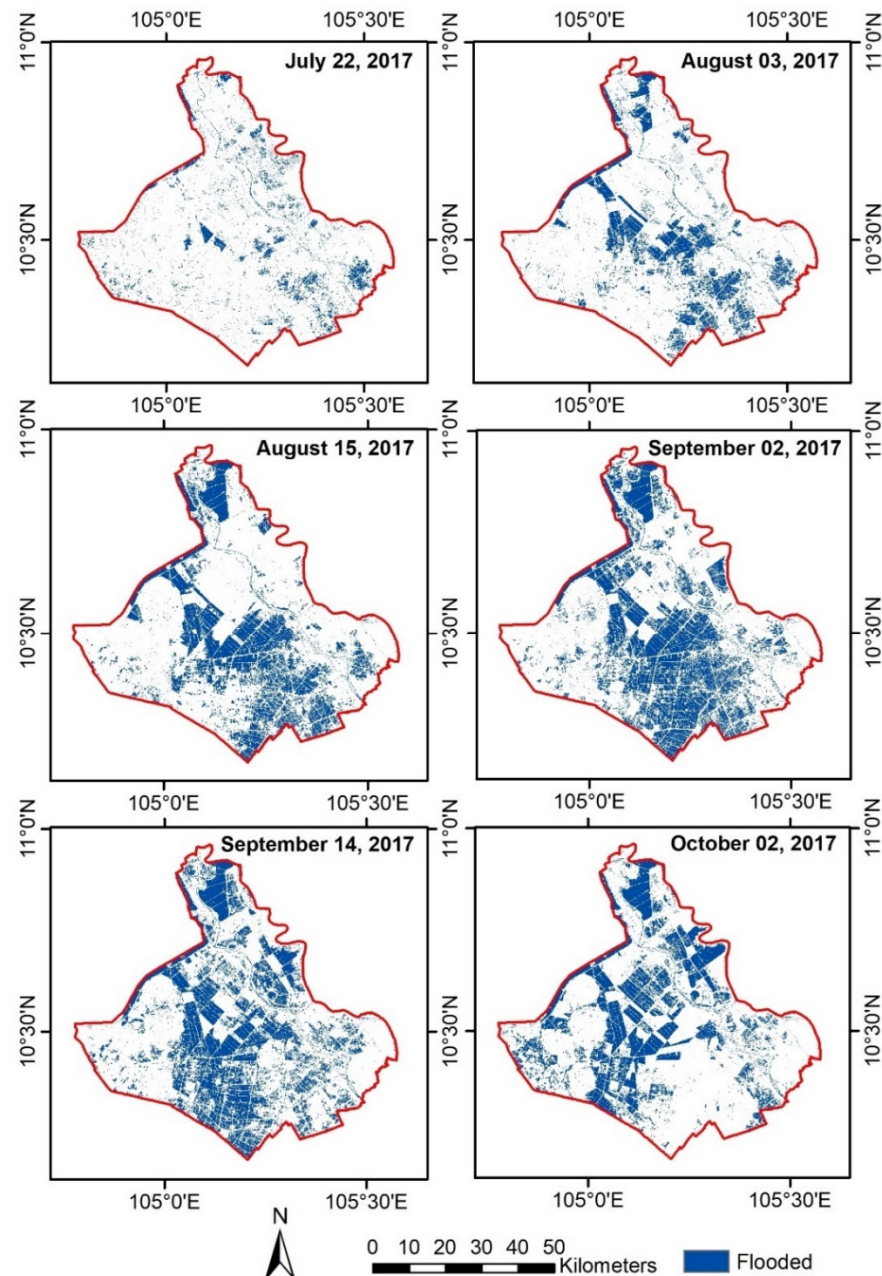 105°0'E 105°30'E 105°0'E 105°30'E
11°0'N July 22, 2017 August 03, 2017 11°0'N
10°30'N 10°30'N
105°0'E 105°30'E 105°0'E 105°30'E
11°0'N August 15, 2017 September 02, 2017 11°0'N
10°30'N 10°30'N
105°0'E 105°30'E 105°0'E 105°30'E
11°0'N September 14, 2017 October 02, 2017 11°0'N
10°30'N 10°30'N
105°0'E 105°30'E 105°0'E 105°30'E
N
0 10 20 30 40 50
Kilometers Flooded